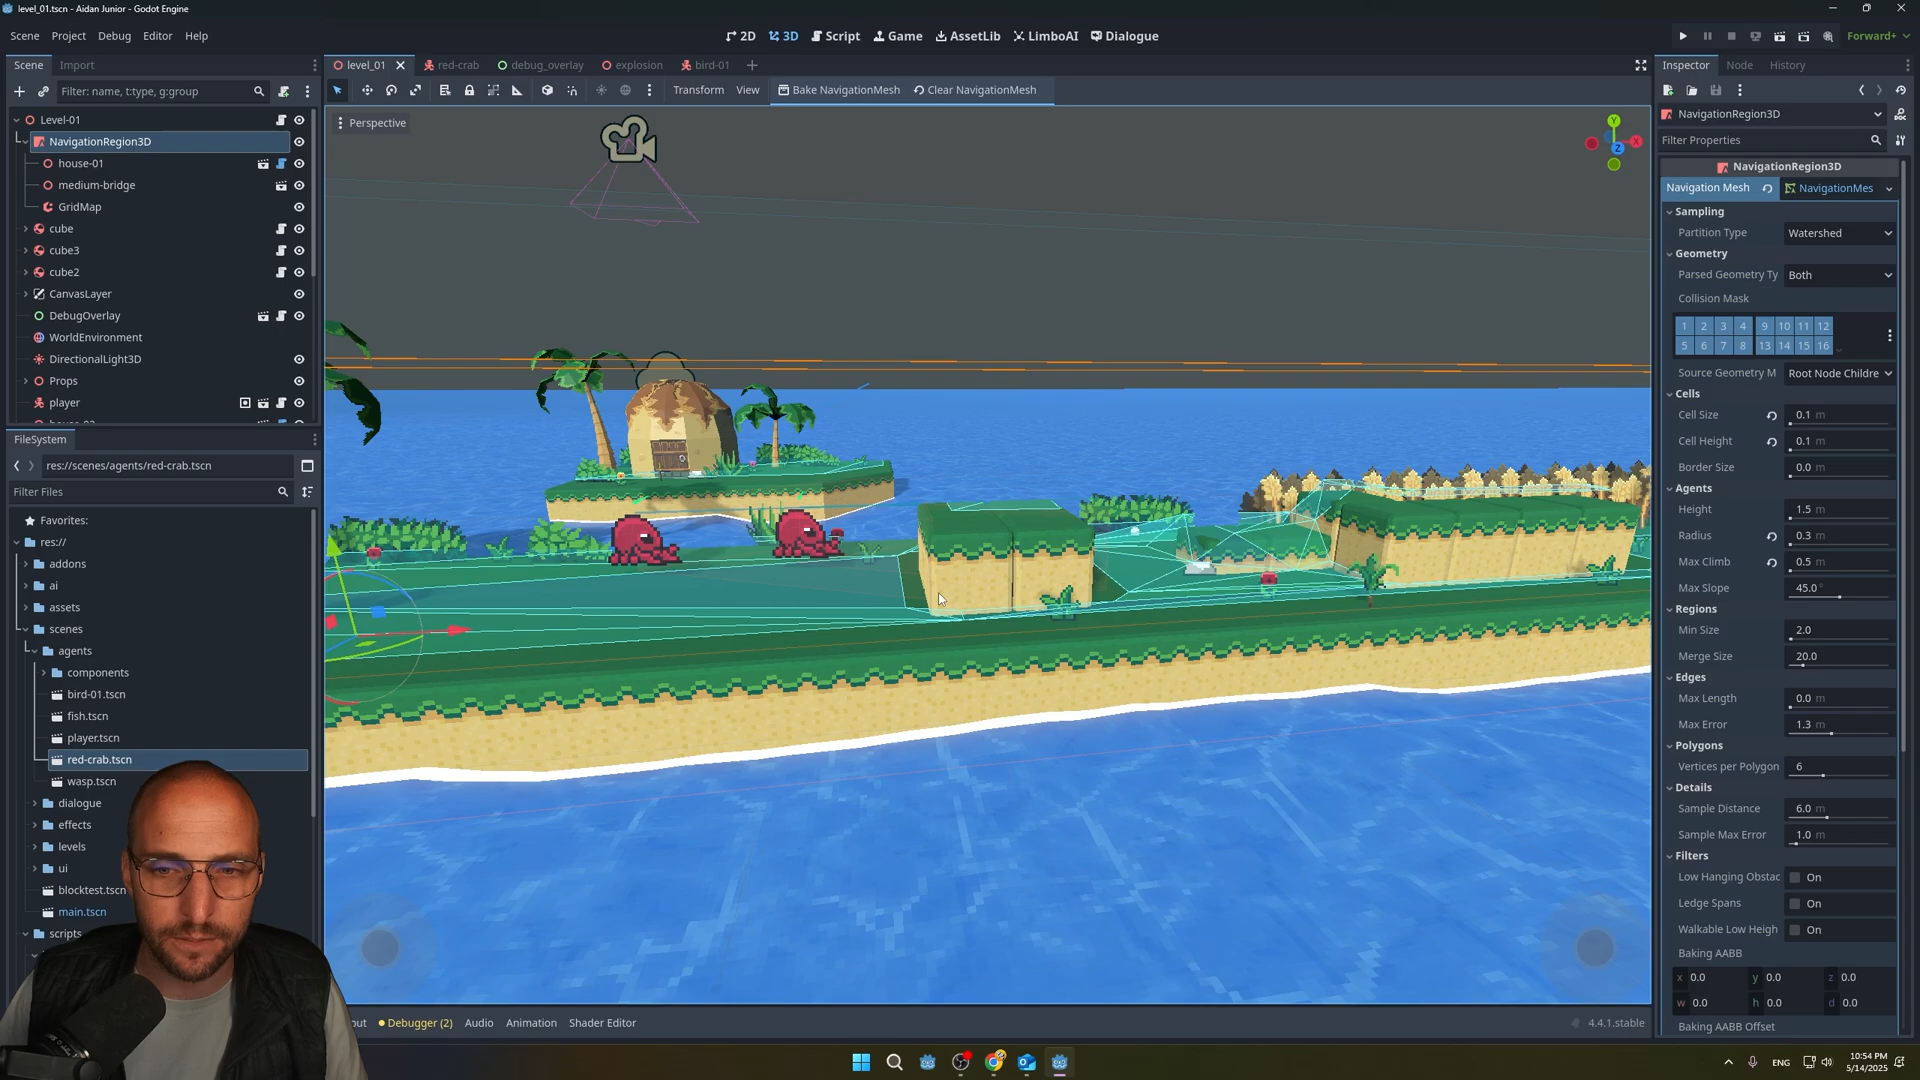 level_01.tscn - Aidan Junior - Godot Engine
Scene Project Debug Editor Help
2D 3D Script Game AssetLib LimboAI Dialogue
Forward+
Scene Import
level_01 red-crab debug_overlay explosion bird-01
Inspector Node History
Filter: name, t:type, g:group
Transform View Bake NavigationMesh Clear NavigationMesh
Perspective
Level-01
NavigationRegion3D
house-01
medium-bridge
GridMap
cube
cube3
cube2
CanvasLayer
DebugOverlay
WorldEnvironment
DirectionalLight3D
Props
player
FileSystem
res://scenes/agents/red-crab.tscn
Filter Files
Favorites:
res://
addons
ai
assets
scenes
agents
components
bird-01.tscn
fish.tscn
player.tscn
red-crab.tscn
wasp.tscn
dialogue
effects
levels
ui
blocktest.tscn
main.tscn
scripts
Y
X
Z
NavigationRegion3D
Filter Properties
NavigationRegion3D
Navigation Mesh NavigationMes
Sampling
Partition Type Watershed
Geometry
Parsed Geometry Ty Both
Collision Mask
1 2 3 4 9 10 11 12
5 6 7 8 13 14 15 16
Source Geometry M Root Node Childre
Cells
Cell Size 0.1 m
Cell Height 0.1 m
Border Size 0.0 m
Agents
Height 1.5 m
Radius 0.3 m
Max Climb 0.5 m
Max Slope 45.0 °
Regions
Min Size 2.0
Merge Size 20.0
Edges
Max Length 0.0 m
Max Error 1.3 m
Polygons
Vertices per Polygon 6
Details
Sample Distance 6.0 m
Sample Max Error 1.0 m
Filters
Low Hanging Obstac On
Ledge Spans On
Walkable Low Heigh On
Baking AABB
x 0.0 y 0.0 z 0.0
w 0.0 h 0.0 d 0.0
Baking AABB Offset
put Debugger (2) Audio Animation Shader Editor
4.4.1.stable
ENG
10:54 PM
5/14/2025